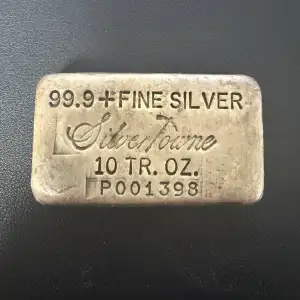 99.9+FINE SILVER
SilverTowne
10 TR. OZ.
P001398